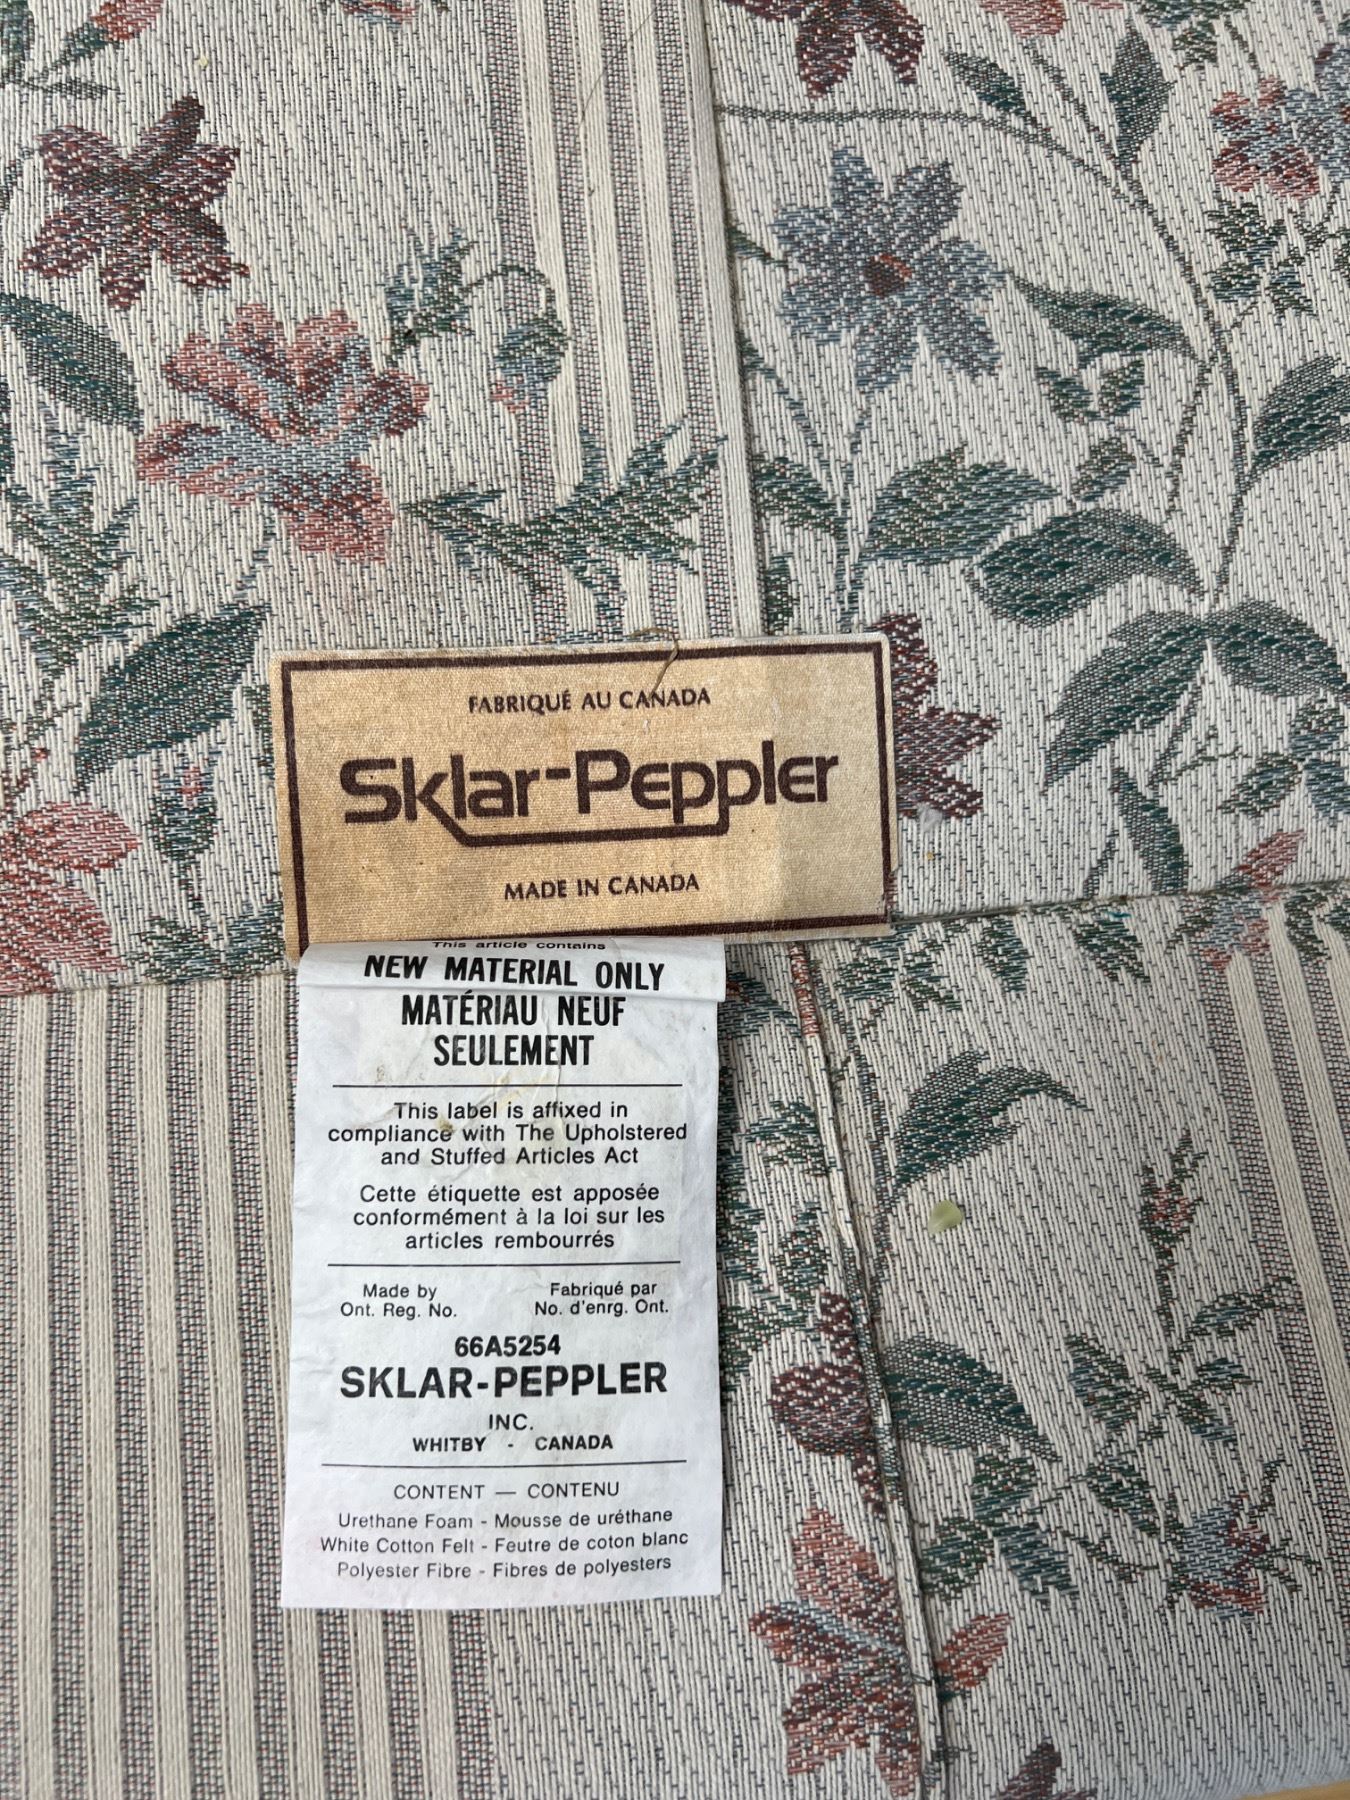 FABRIQUÉ AU CANADA
Sklar-Peppler
MADE IN CANADA
This article contains
NEW MATERIAL ONLY
MATÉRIAU NEUF
SEULEMENT
This label is affixed in
compliance with The Upholstered
and Stuffed Articles Act
Cette étiquette est apposée
conformément à la loi sur les
articles rembourrés
Made by Fabriqué par
Ont. Reg. No. No. d'enrg. Ont.
66A5254
SKLAR-PEPPLER
INC.
WHITBY - CANADA
CONTENT — CONTENU
Urethane Foam - Mousse de uréthane
White Cotton Felt - Feutre de coton blanc
Polyester Fibre - Fibres de polyesters